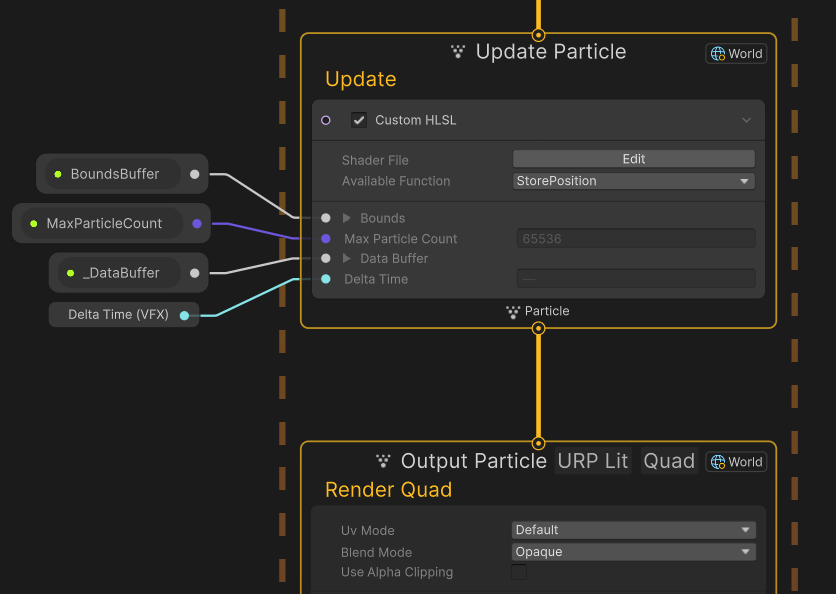 Update Particle
World
Update
Custom HLSL
Shader File
Edit
Available Function
StorePosition
BoundsBuffer
Bounds
MaxParticleCount
Max Particle Count
65536
_DataBuffer
Data Buffer
Delta Time (VFX)
Delta Time
—
Particle
Output Particle URP Lit Quad
World
Render Quad
Uv Mode
Default
Blend Mode
Opaque
Use Alpha Clipping